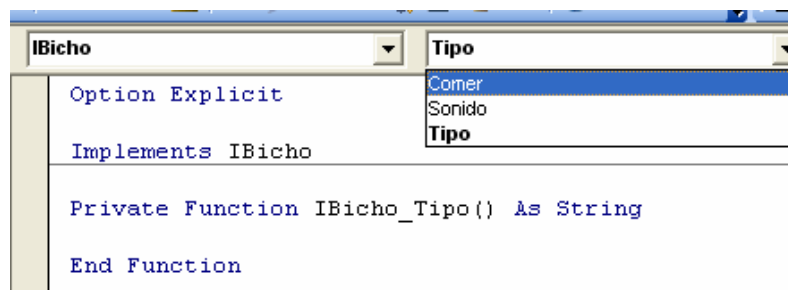 IBicho Tipo
Comer
Sonido
Tipo
Option Explicit
Implements IBicho
Private Function IBicho_Tipo() As String
End Function